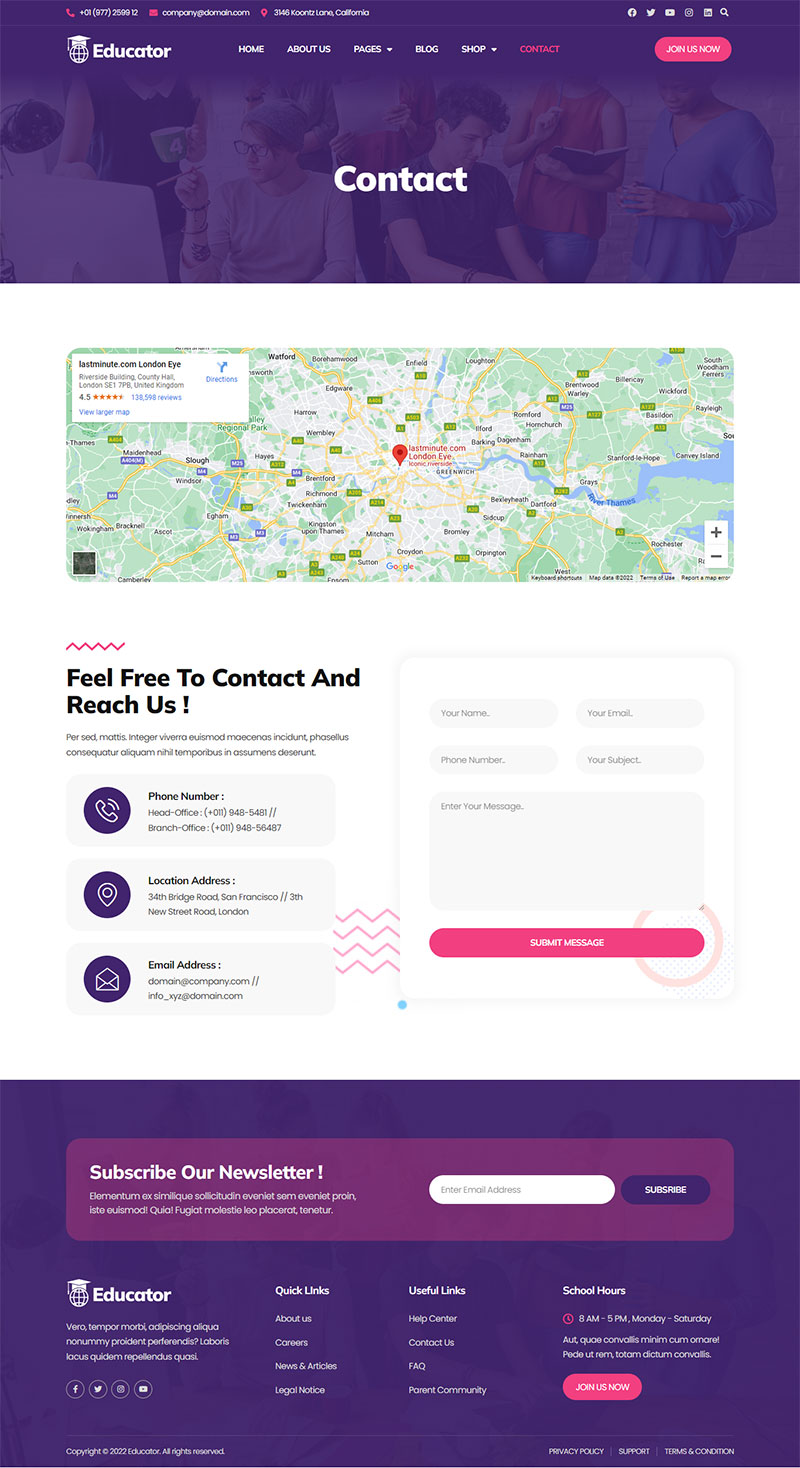 +01 (977) 2599 12 company@domain.com 3146 Koontz Lane, California
Educator HOME ABOUT US PAGES BLOG SHOP CONTACT JOIN US NOW
4
Contact
lastminute.com London Eye
Riverside Building, County Hall,
London SE1 7PB, United Kingdom
Directions
4.5 138,598 reviews
View larger map
Watford
Borehamwood
Enfield
Loughton
South
Woodham
Ferrers
Edgware
Brentwood
Billericay
Wickford
Warley
Harrow
Romford
Basildon
Rayleigh
Hornchurch
Regional Park
Wembley
Barking
Dagenham
Maidenhead
Slough
Hayes
lastminute.com
London Eye
Iconic riverside
Rainham
Stanford-le-Hope
Canvey Island
GREENWICH
Windsor
Brentford
Grays
Richmond
Bexleyheath
Dartford
River Thames
Twickenham
Egham
Sidcup
Winnersh
Wokingham
Bracknell
Ascot
Kingston
upon Thames
Mitcham
Bromley
Rochester
Croydon
Orpington
Sutton
Camberley
Epsom
West
Google
Keyboard shortcuts Map data ©2022 Terms of Use Report a map error
Feel Free To Contact And
Reach Us !
Per sed, mattis. Integer viverra euismod maecenas incidunt, phasellus
consequatur aliquam nihil temporibus in assumens deserunt.
Phone Number :
Head-Office : (+011) 948-5481 //
Branch-Office : (+011) 948-56487
Location Address :
34th Bridge Road, San Francisco // 3th
New Street Road, London
Email Address :
domain@company.com //
info_xyz@domain.com
Your Name.. Your Email..
Phone Number.. Your Subject..
Enter Your Message..
SUBMIT MESSAGE
Subscribe Our Newsletter !
Elementum ex similique sollicitudin eveniet sem eveniet proin,
iste euismod! Quia! Fugiat molestie leo placerat, tenetur.
Enter Email Address SUBSRIBE
Educator
Vero, tempor morbi, adipiscing aliqua
nonummy proident perferendis? Laboris
lacus quidem repellendus quasi.
Quick LInks
About us
Careers
News & Articles
Legal Notice
Useful Links
Help Center
Contact Us
FAQ
Parent Community
School Hours
8 AM - 5 PM , Monday - Saturday
Aut, quae convallis minim cum ornare!
Pede ut rem, totam dictum convallis.
JOIN US NOW
Copyright © 2022 Educator. All rights reserved. PRIVACY POLICY SUPPORT TERMS & CONDITION